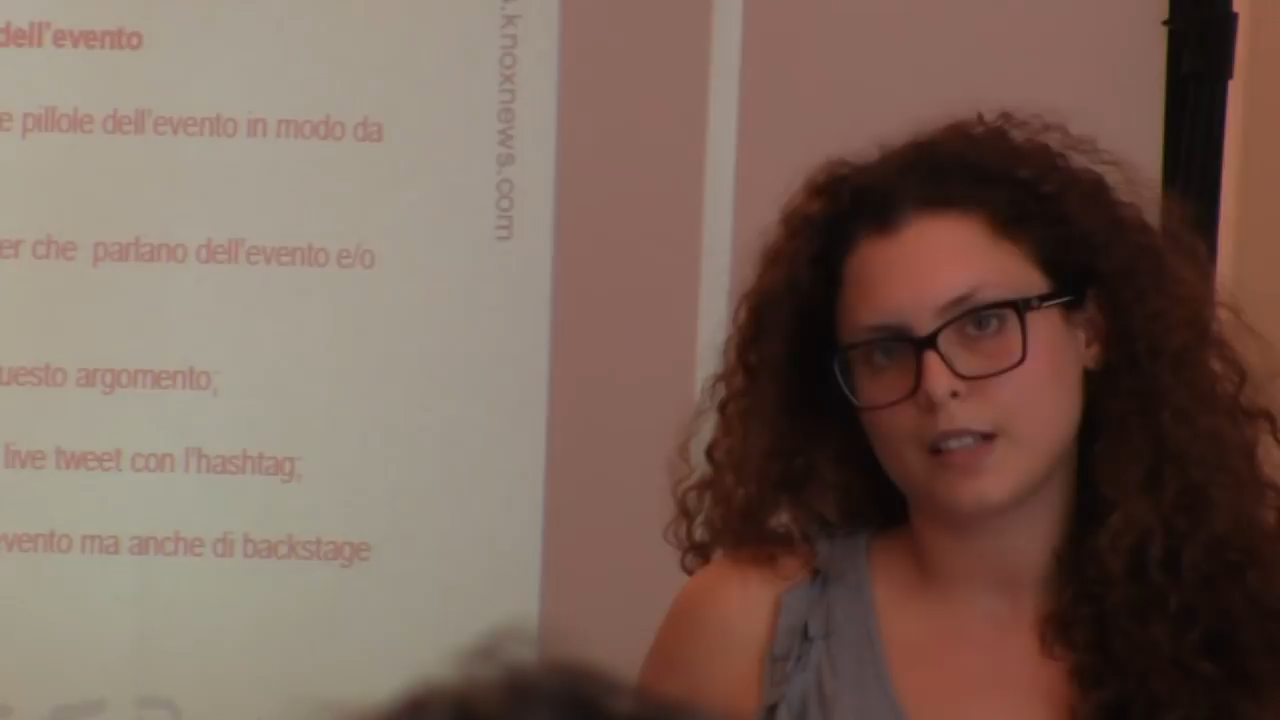 dell'evento
e pillole dell'evento in modo da
er che parlano dell'evento e/o
uesto argomento;
live tweet con l'hashtag;
evento ma anche di backstage
.knoxnews.com